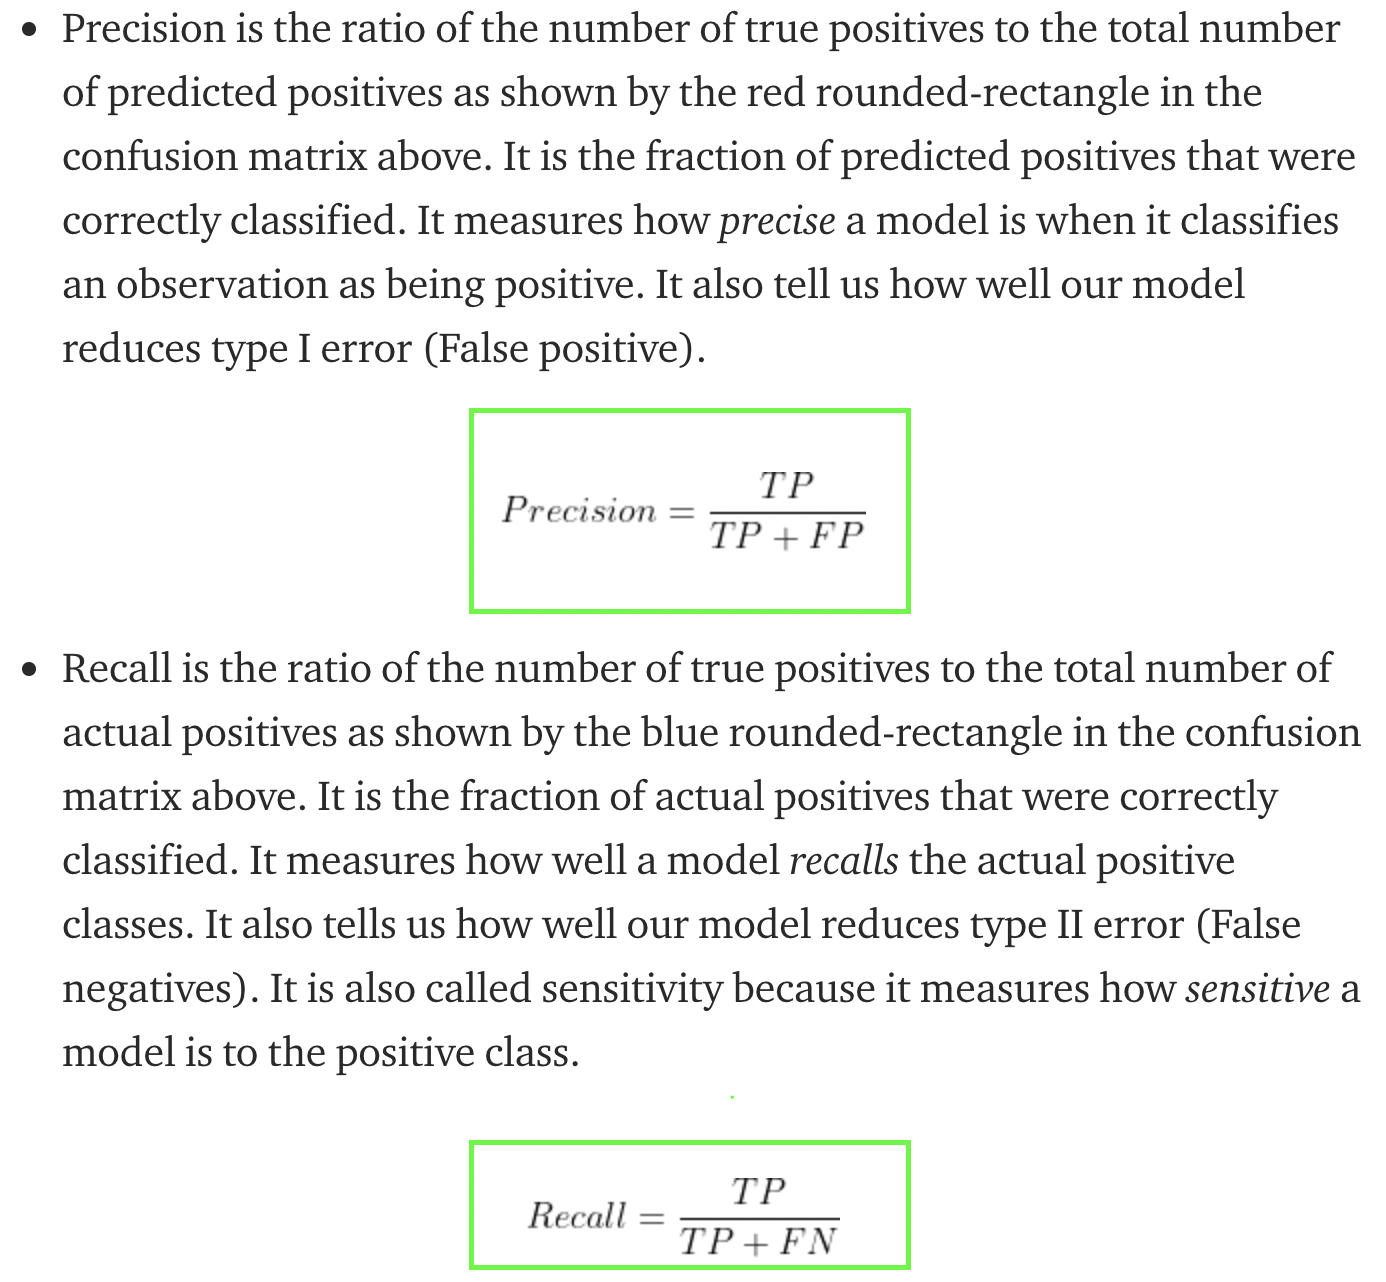 • Precision is the ratio of the number of true positives to the total number
of predicted positives as shown by the red rounded-rectangle in the
confusion matrix above. It is the fraction of predicted positives that were
correctly classified. It measures how precise a model is when it classifies
an observation as being positive. It also tell us how well our model
reduces type I error (False positive).
Precision = TP / (TP + FP)
• Recall is the ratio of the number of true positives to the total number of
actual positives as shown by the blue rounded-rectangle in the confusion
matrix above. It is the fraction of actual positives that were correctly
classified. It measures how well a model recalls the actual positive
classes. It also tells us how well our model reduces type II error (False
negatives). It is also called sensitivity because it measures how sensitive a
model is to the positive class.
Recall = TP / (TP + FN)